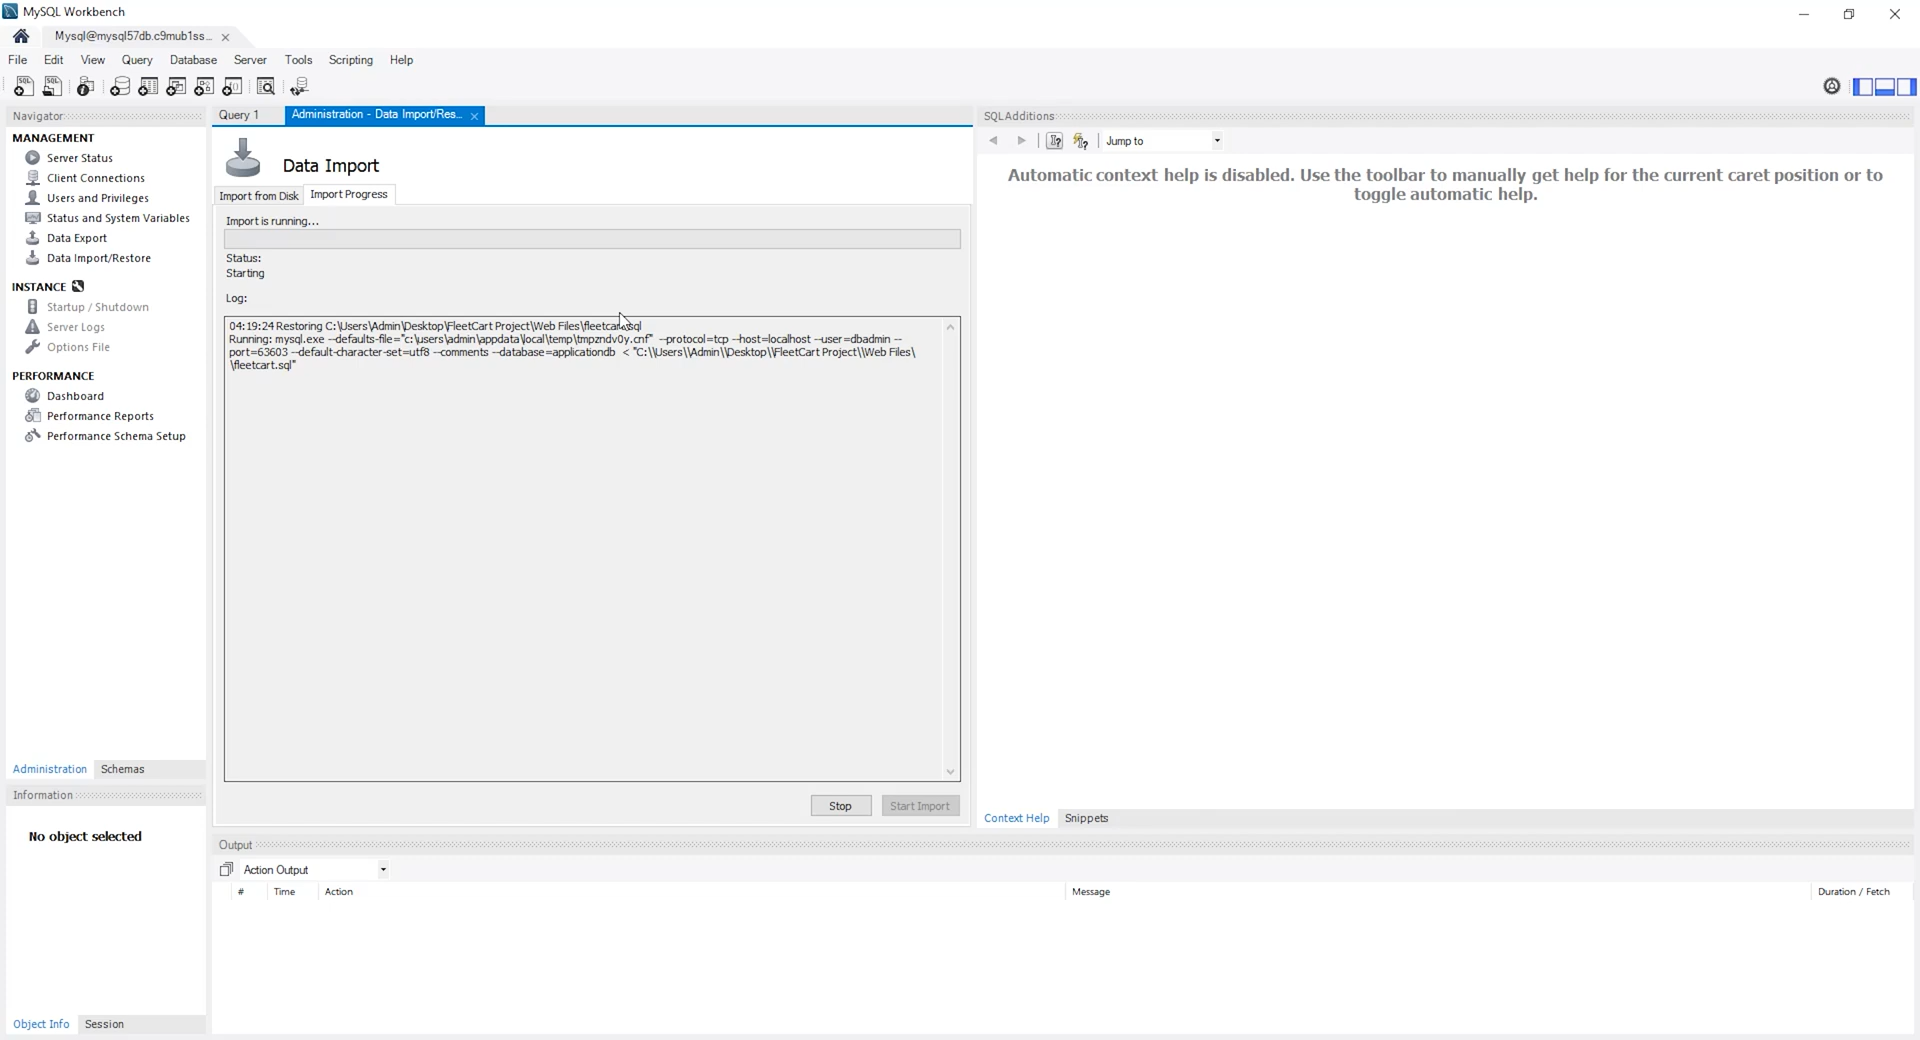 MySQL Workbench
Mysql@mysql57db.c9mub1ss...
File Edit View Query Database Server Tools Scripting Help
Navigator
MANAGEMENT
Server Status
Client Connections
Users and Privileges
Status and System Variables
Data Export
Data Import/Restore
INSTANCE
Startup / Shutdown
Server Logs
Options File
PERFORMANCE
Dashboard
Performance Reports
Performance Schema Setup
Administration Schemas
Information
No object selected
Object Info Session
Query 1 Administration - Data Import/Res...
Data Import
Import from Disk Import Progress
Import is running...
Status:
Starting
Log:
04:19:24 Restoring C:\Users\Admin\Desktop\FleetCart Project\Web Files\fleetcart.sql
Running: mysql.exe --defaults-file="c:\users\admin\appdata\local\temp\tmpzndv0y.cnf" --protocol=tcp --host=localhost --user=dbadmin --
port=63603 --default-character-set=utf8 --comments --database=applicationdb < "C:\\Users\\Admin\\Desktop\\FleetCart Project\\Web Files\
\fleetcart.sql"
Stop Start Import
SQLAdditions
Jump to
Automatic context help is disabled. Use the toolbar to manually get help for the current caret position or to
toggle automatic help.
Context Help Snippets
Output
Action Output
# Time Action Message Duration / Fetch